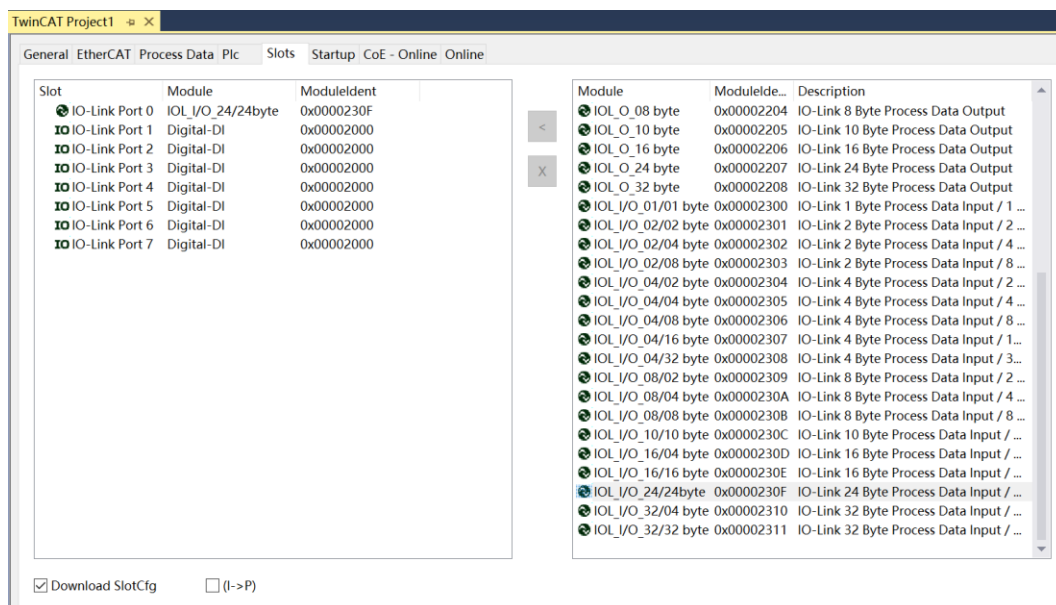 TwinCAT Project1
General EtherCAT Process Data Plc Slots Startup CoE - Online Online
Slot Module ModuleIdent
IO-Link Port 0 IOL_I/O_24/24byte 0x0000230F
IO IO-Link Port 1 Digital-DI 0x00002000
IO IO-Link Port 2 Digital-DI 0x00002000
IO IO-Link Port 3 Digital-DI 0x00002000
IO IO-Link Port 4 Digital-DI 0x00002000
IO IO-Link Port 5 Digital-DI 0x00002000
IO IO-Link Port 6 Digital-DI 0x00002000
IO IO-Link Port 7 Digital-DI 0x00002000
<
X
Module ModuleIde... Description
IOL_O_08 byte 0x00002204 IO-Link 8 Byte Process Data Output
IOL_O_10 byte 0x00002205 IO-Link 10 Byte Process Data Output
IOL_O_16 byte 0x00002206 IO-Link 16 Byte Process Data Output
IOL_O_24 byte 0x00002207 IO-Link 24 Byte Process Data Output
IOL_O_32 byte 0x00002208 IO-Link 32 Byte Process Data Output
IOL_I/O_01/01 byte 0x00002300 IO-Link 1 Byte Process Data Input / 1 ...
IOL_I/O_02/02 byte 0x00002301 IO-Link 2 Byte Process Data Input / 2 ...
IOL_I/O_02/04 byte 0x00002302 IO-Link 2 Byte Process Data Input / 4 ...
IOL_I/O_02/08 byte 0x00002303 IO-Link 2 Byte Process Data Input / 8 ...
IOL_I/O_04/02 byte 0x00002304 IO-Link 4 Byte Process Data Input / 2 ...
IOL_I/O_04/04 byte 0x00002305 IO-Link 4 Byte Process Data Input / 4 ...
IOL_I/O_04/08 byte 0x00002306 IO-Link 4 Byte Process Data Input / 8 ...
IOL_I/O_04/16 byte 0x00002307 IO-Link 4 Byte Process Data Input / 1...
IOL_I/O_04/32 byte 0x00002308 IO-Link 4 Byte Process Data Input / 3...
IOL_I/O_08/02 byte 0x00002309 IO-Link 8 Byte Process Data Input / 2 ...
IOL_I/O_08/04 byte 0x0000230A IO-Link 8 Byte Process Data Input / 4 ...
IOL_I/O_08/08 byte 0x0000230B IO-Link 8 Byte Process Data Input / 8 ...
IOL_I/O_10/10 byte 0x0000230C IO-Link 10 Byte Process Data Input / ...
IOL_I/O_16/04 byte 0x0000230D IO-Link 16 Byte Process Data Input / ...
IOL_I/O_16/16 byte 0x0000230E IO-Link 16 Byte Process Data Input / ...
IOL_I/O_24/24byte 0x0000230F IO-Link 24 Byte Process Data Input / ...
IOL_I/O_32/04 byte 0x00002310 IO-Link 32 Byte Process Data Input / ...
IOL_I/O_32/32 byte 0x00002311 IO-Link 32 Byte Process Data Input / ...
Download SlotCfg (I->P)